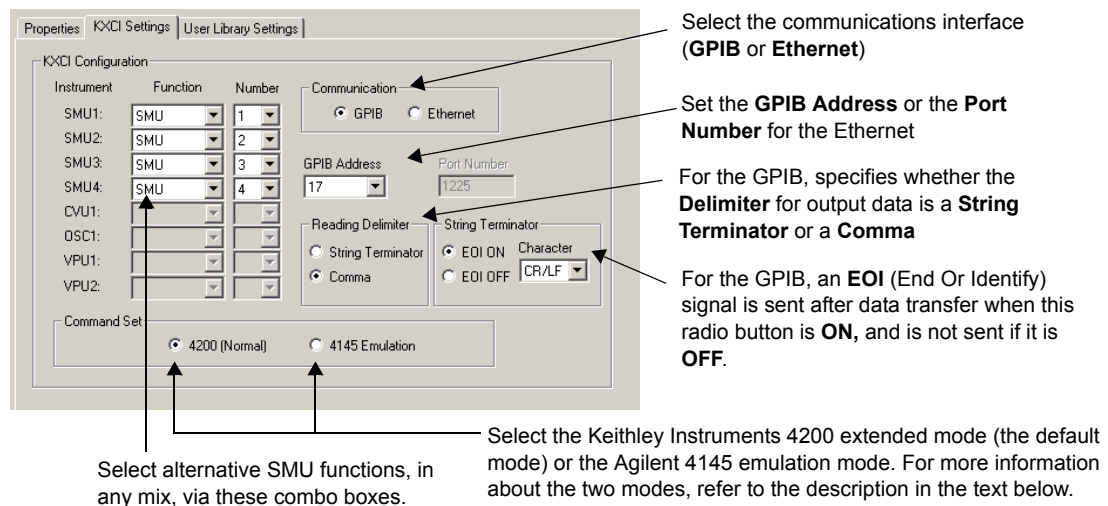 Properties KXCI Settings User Library Settings
KXCI Configuration
Instrument Function Number
SMU1: SMU 1
SMU2: SMU 2
SMU3: SMU 3
SMU4: SMU 4
CVU1:
OSC1:
VPU1:
VPU2:
Communication
GPIB Ethernet
GPIB Address Port Number
17 1225
Reading Delimiter
String Terminator
Comma
String Terminator
EOI ON Character
EOI OFF CR/LF
Command Set
4200 (Normal) 4145 Emulation
Select the communications interface
(GPIB or Ethernet)
Set the GPIB Address or the Port
Number for the Ethernet
For the GPIB, specifies whether the
Delimiter for output data is a String
Terminator or a Comma
For the GPIB, an EOI (End Or Identify)
signal is sent after data transfer when this
radio button is ON, and is not sent if it is
OFF.
Select the Keithley Instruments 4200 extended mode (the default
mode) or the Agilent 4145 emulation mode. For more information
about the two modes, refer to the description in the text below.
Select alternative SMU functions, in
any mix, via these combo boxes.